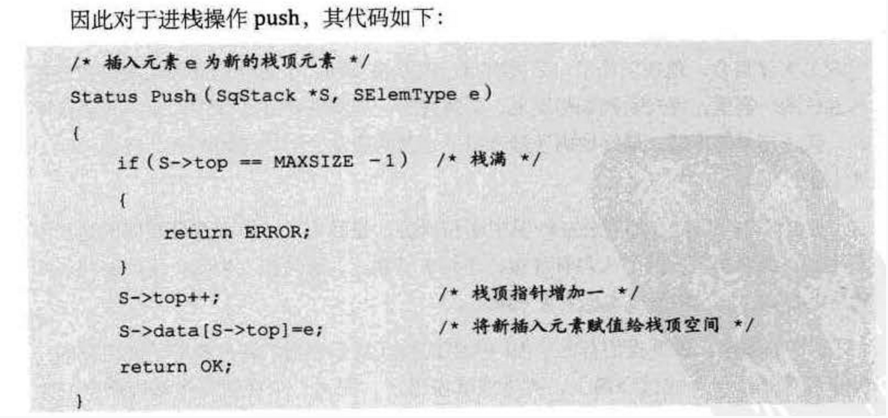 因此对于进栈操作 push，其代码如下：
/* 插入元素 e 为新的栈顶元素 */
Status Push(SqStack *S, SElemType e)
{
if(S->top == MAXSIZE -1) /* 栈满 */
{
return ERROR;
}
S->top++; /* 栈顶指针增加一 */
S->data[S->top]=e; /* 将新插入元素赋值给栈顶空间 */
return OK;
}